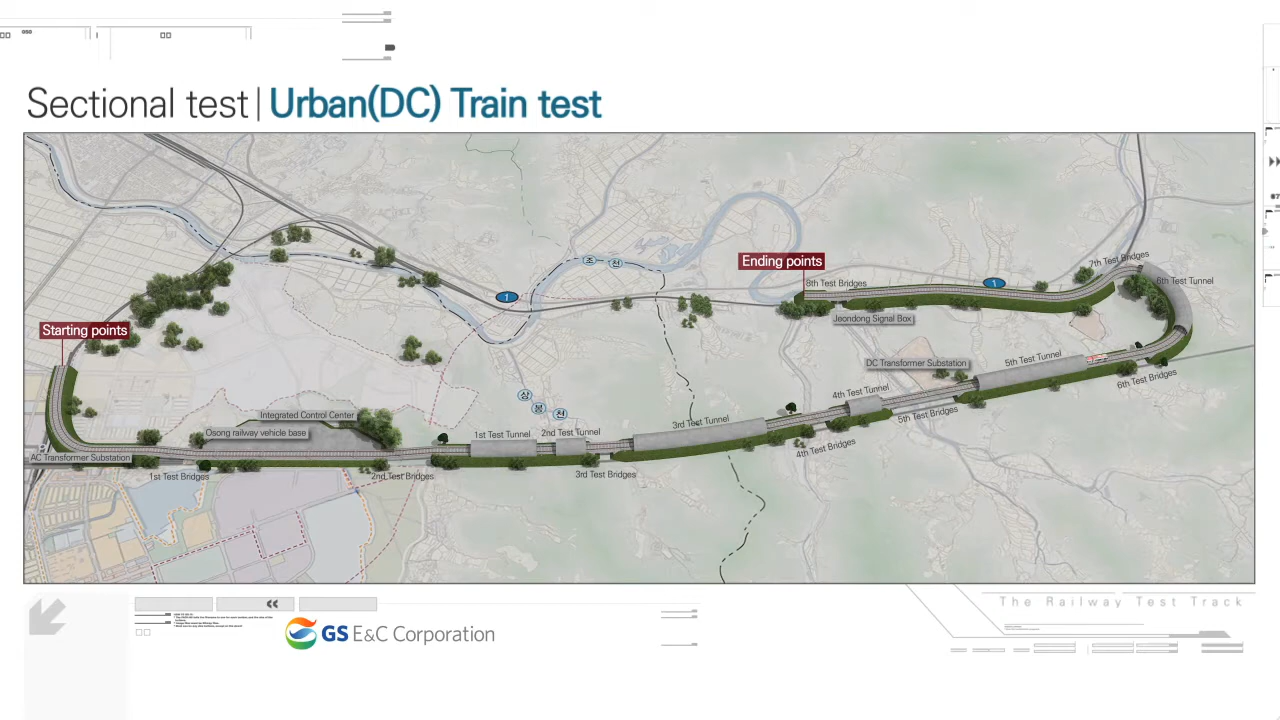 Sectional test | Urban(DC) Train test
조 천
Ending points
7th Test Bridges
6th Test Tunnel
8th Test Bridges
1
1
Jeondong Signal Box
Starting points
5th Test Tunnel
DC Transformer Substation
6th Test Bridges
4th Test Tunnel
상 봉 천
Integrated Control Center
5th Test Bridges
3rd Test Tunnel
Osong railway vehicle base
1st Test Tunnel
2nd Test Tunnel
4th Test Bridges
AC Transformer Substation
1st Test Bridges
2nd Test Bridges
3rd Test Bridges
The Railway Test Track
GS E&C Corporation